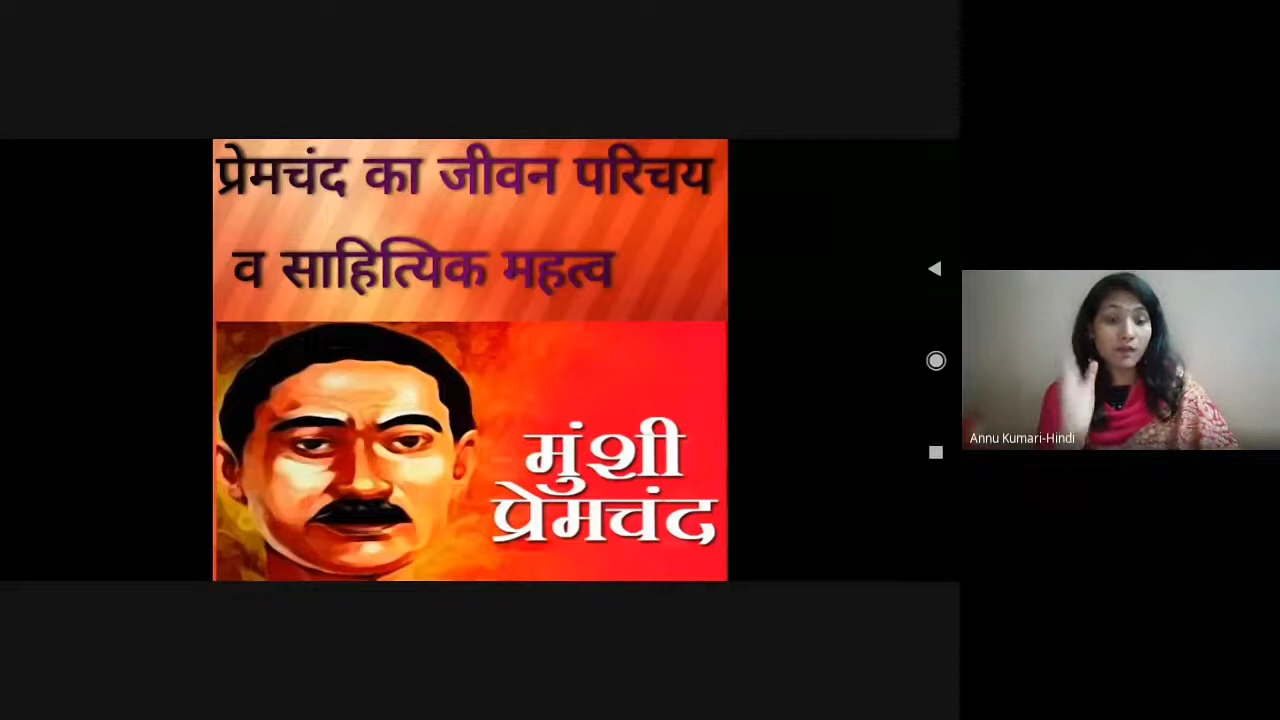 प्रेमचंद का जीवन परिचय
व साहित्यिक महत्व
मुंशी
प्रेमचंद
Annu Kumari-Hindi